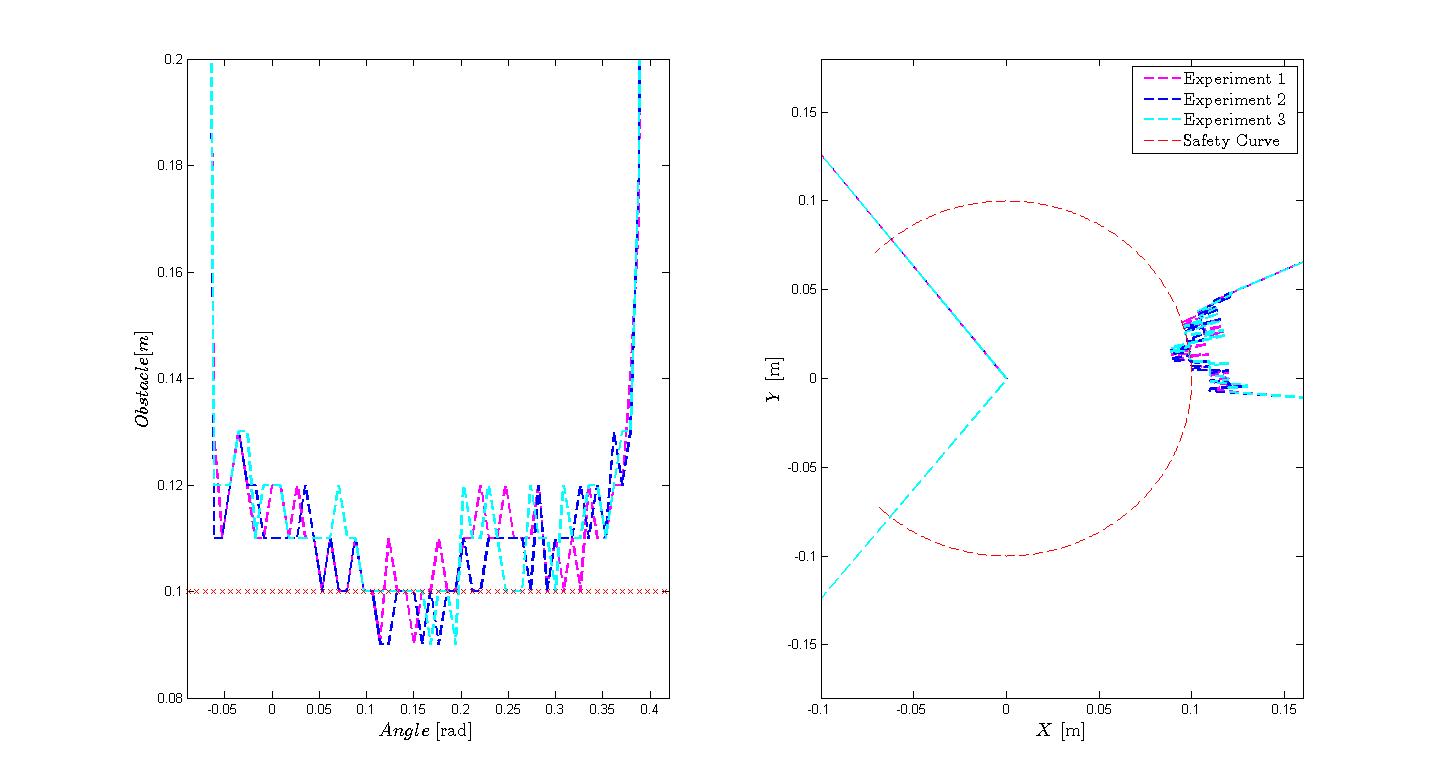 0.2
0.18
0.16
0.14
0.12
0.1
0.08
Obstacle[m]
-0.05 0 0.05 0.1 0.15 0.2 0.25 0.3 0.35 0.4
Angle [rad]
Experiment 1
Experiment 2
Experiment 3
Safety Curve
0.15
0.1
0.05
0
-0.05
-0.1
-0.15
Y [m]
-0.1 -0.05 0 0.05 0.1 0.15
X [m]